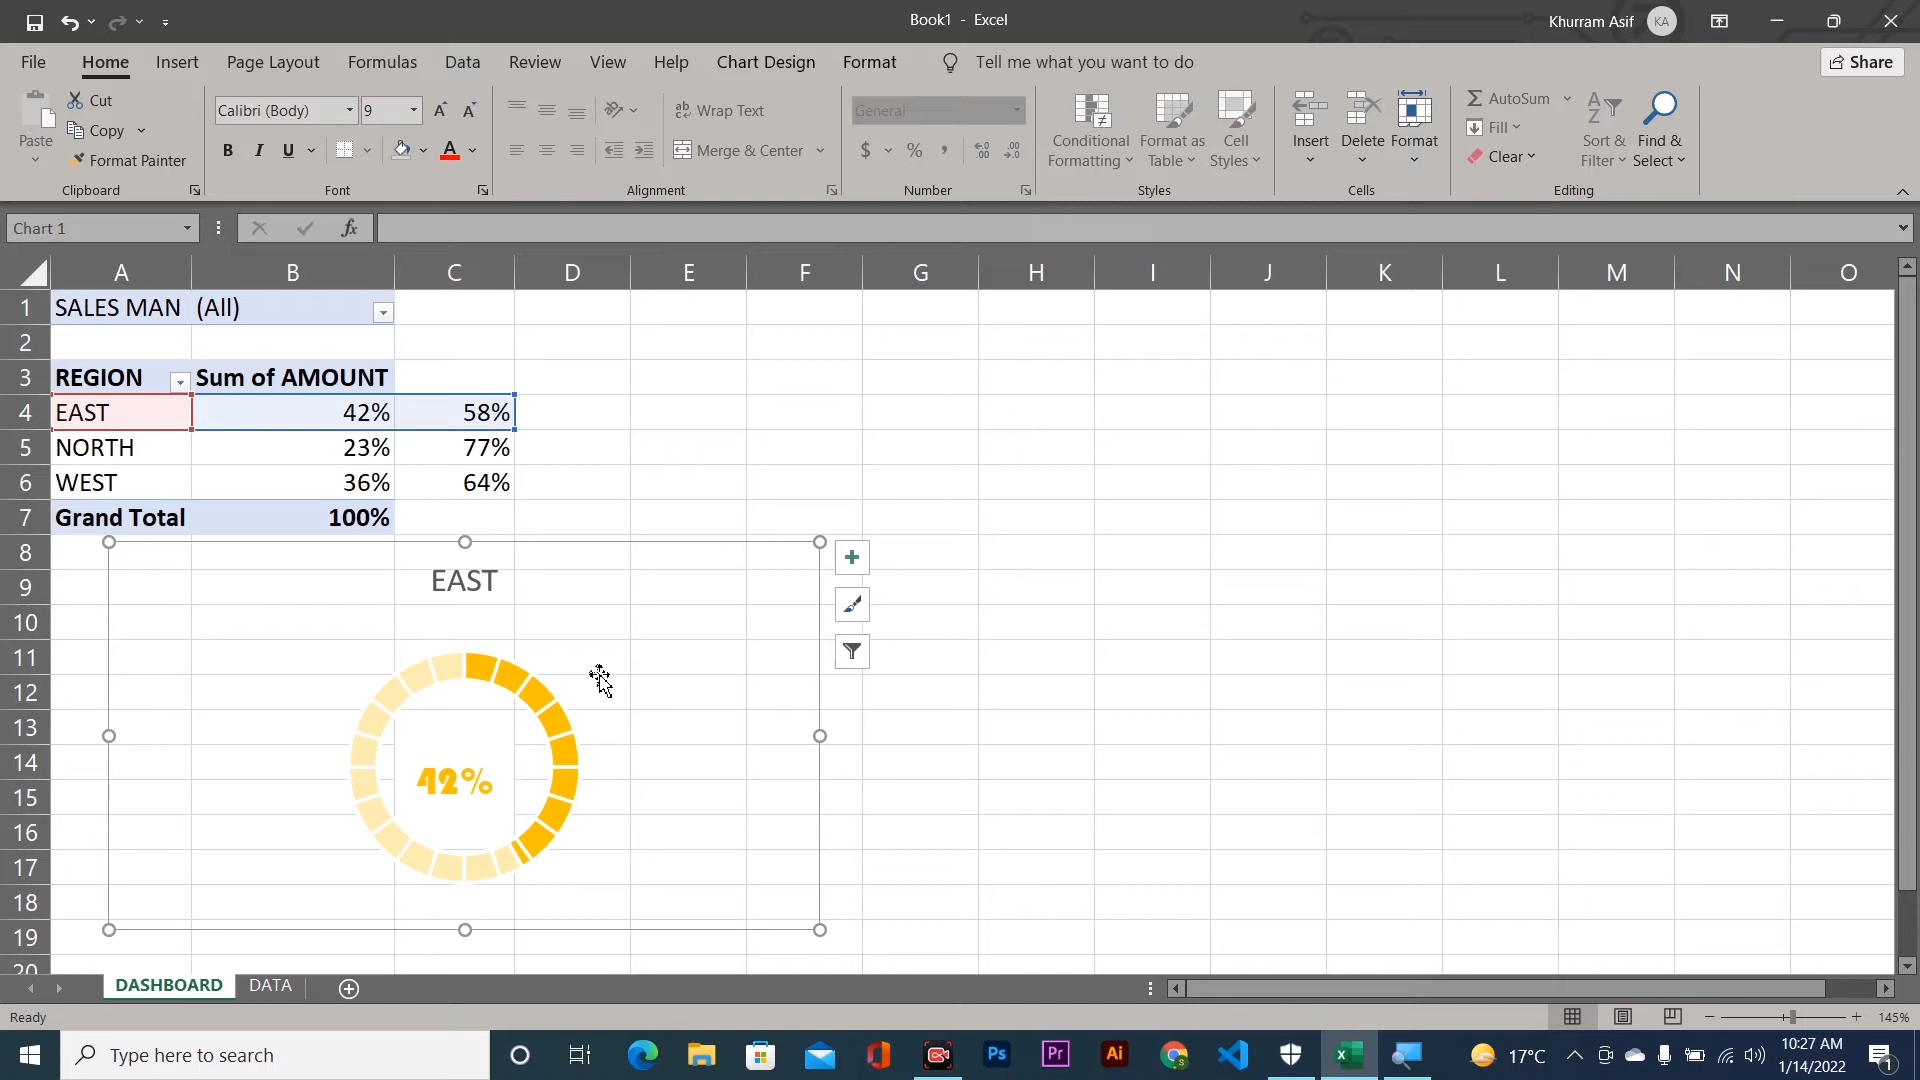 Book1 - Excel
Khurram Asif KA
File Home Insert Page Layout Formulas Data Review View Help Chart Design Format Tell me what you want to do Share
Paste
Cut
Copy
Format Painter
Clipboard
Calibri (Body) 9
B I U A
Font
ab Wrap Text
Merge & Center
Alignment
General
$ % ,
Number
Conditional Formatting
Format as Table
Cell Styles
Styles
Insert Delete Format
Cells
AutoSum
Fill
Clear
Sort & Filter
Find & Select
Editing
Chart 1
fx
A B C D E F G H I J K L M N O
1 SALES MAN (All)
2
3 REGION Sum of AMOUNT
4 EAST 42% 58%
5 NORTH 23% 77%
6 WEST 36% 64%
7 Grand Total 100%
8
9 EAST
10
11
12
13
14
15 42%
16
17
18
19
20
DASHBOARD DATA
Ready
145%
Type here to search
Ps Pr Ai
17°C
10:27 AM
1/14/2022
1